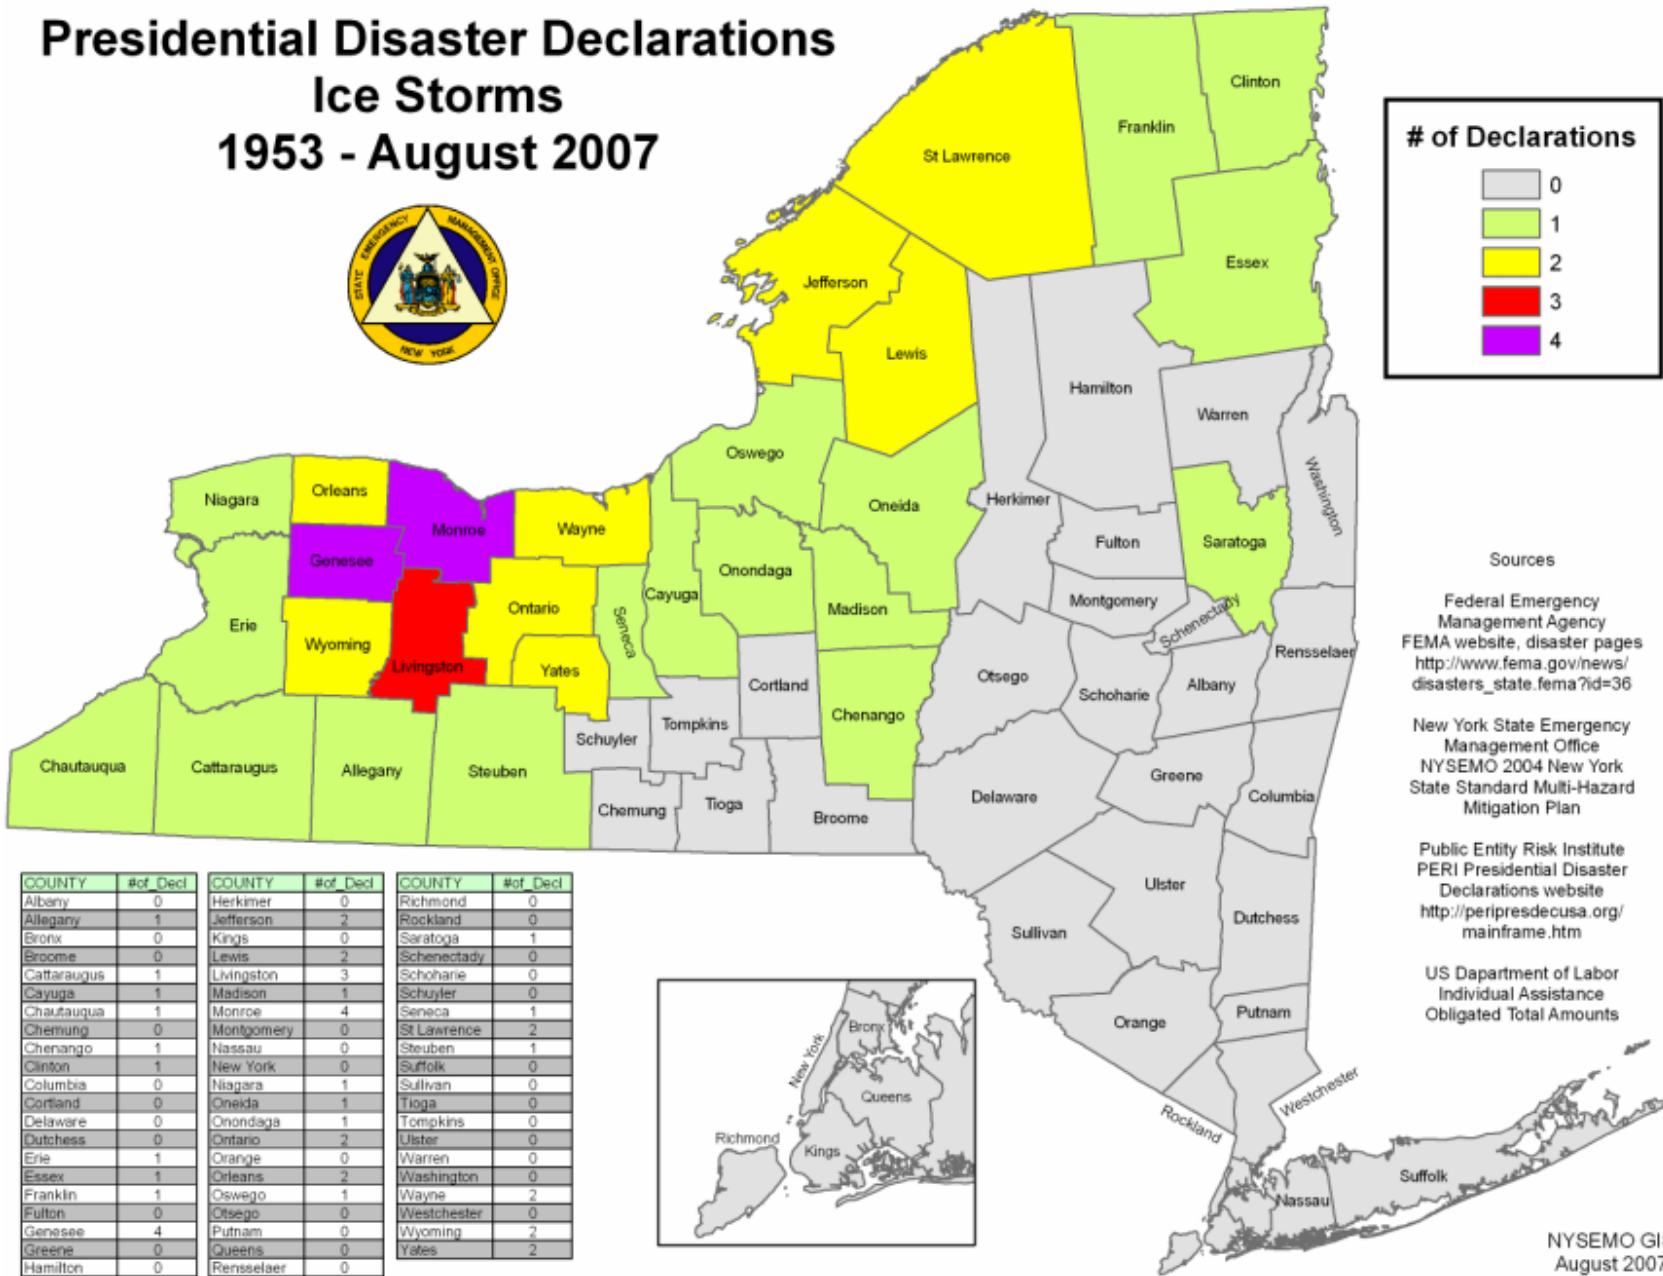 Presidential Disaster Declarations
Ice Storms
1953 - August 2007
STATE EMERGENCY MANAGEMENT OFFICE
NEW YORK
# of Declarations
0
1
2
3
4
Clinton
Franklin
St Lawrence
Essex
Jefferson
Lewis
Hamilton
Warren
Washington
Oswego
Oneida
Herkimer
Niagara
Orleans
Monroe
Wayne
Genesee
Fulton
Saratoga
Onondaga
Cayuga
Madison
Montgomery
Schenectady
Ontario
Seneca
Erie
Wyoming
Livingston
Yates
Rensselaer
Otsego
Schoharie
Albany
Cortland
Chenango
Tompkins
Schuyler
Chautauqua
Cattaraugus
Allegany
Steuben
Chemung
Tioga
Broome
Delaware
Greene
Columbia
Ulster
Dutchess
Sullivan
Orange
Putnam
Westchester
Rockland
Nassau
Suffolk
Bronx
New York
Queens
Richmond
Kings
Sources
Federal Emergency
Management Agency
FEMA website, disaster pages
http://www.fema.gov/news/
disasters_state.fema?id=36
New York State Emergency
Management Office
NYSEMO 2004 New York
State Standard Multi-Hazard
Mitigation Plan
Public Entity Risk Institute
PERI Presidential Disaster
Declarations website
http://peripresdecusa.org/
mainframe.htm
US Dapartment of Labor
Individual Assistance
Obligated Total Amounts
COUNTY #of_Decl COUNTY #of_Decl COUNTY #of_Decl
Albany 0 Herkimer 0 Richmond 0
Allegany 1 Jefferson 2 Rockland 0
Bronx 0 Kings 0 Saratoga 1
Broome 0 Lewis 2 Schenectady 0
Cattaraugus 1 Livingston 3 Schoharie 0
Cayuga 1 Madison 1 Schuyler 0
Chautauqua 1 Monroe 4 Seneca 1
Chemung 0 Montgomery 0 St Lawrence 2
Chenango 1 Nassau 0 Steuben 1
Clinton 1 New York 0 Suffolk 0
Columbia 0 Niagara 1 Sullivan 0
Cortland 0 Oneida 1 Tioga 0
Delaware 0 Onondaga 1 Tompkins 0
Dutchess 0 Ontario 2 Ulster 0
Erie 1 Orange 0 Warren 0
Essex 1 Orleans 2 Washington 0
Franklin 1 Oswego 1 Wayne 2
Fulton 0 Otsego 0 Westchester 0
Genesee 4 Putnam 0 Wyoming 2
Greene 0 Queens 0 Yates 2
Hamilton 0 Rensselaer 0
NYSEMO GI
August 2007